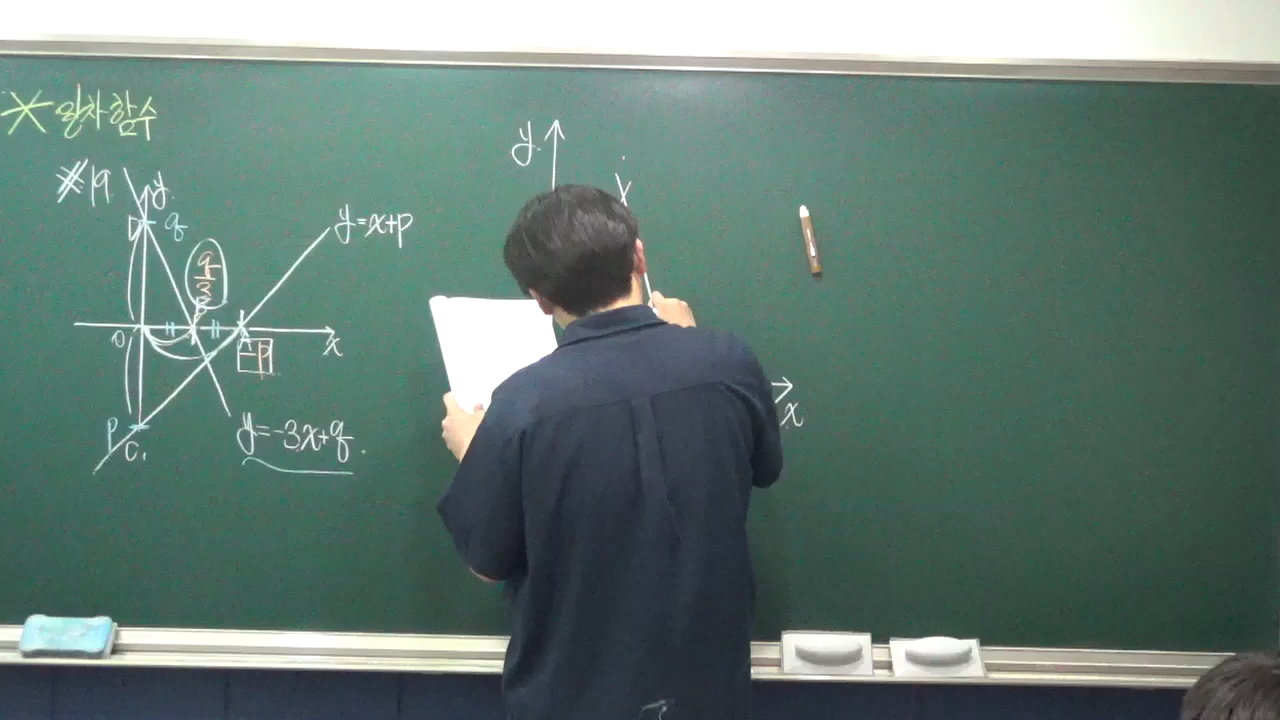 일차함수
#19
y
D
q
y=x+p
q/3
B
O
A
x
-p
p
C
y=-3x+q
y
x